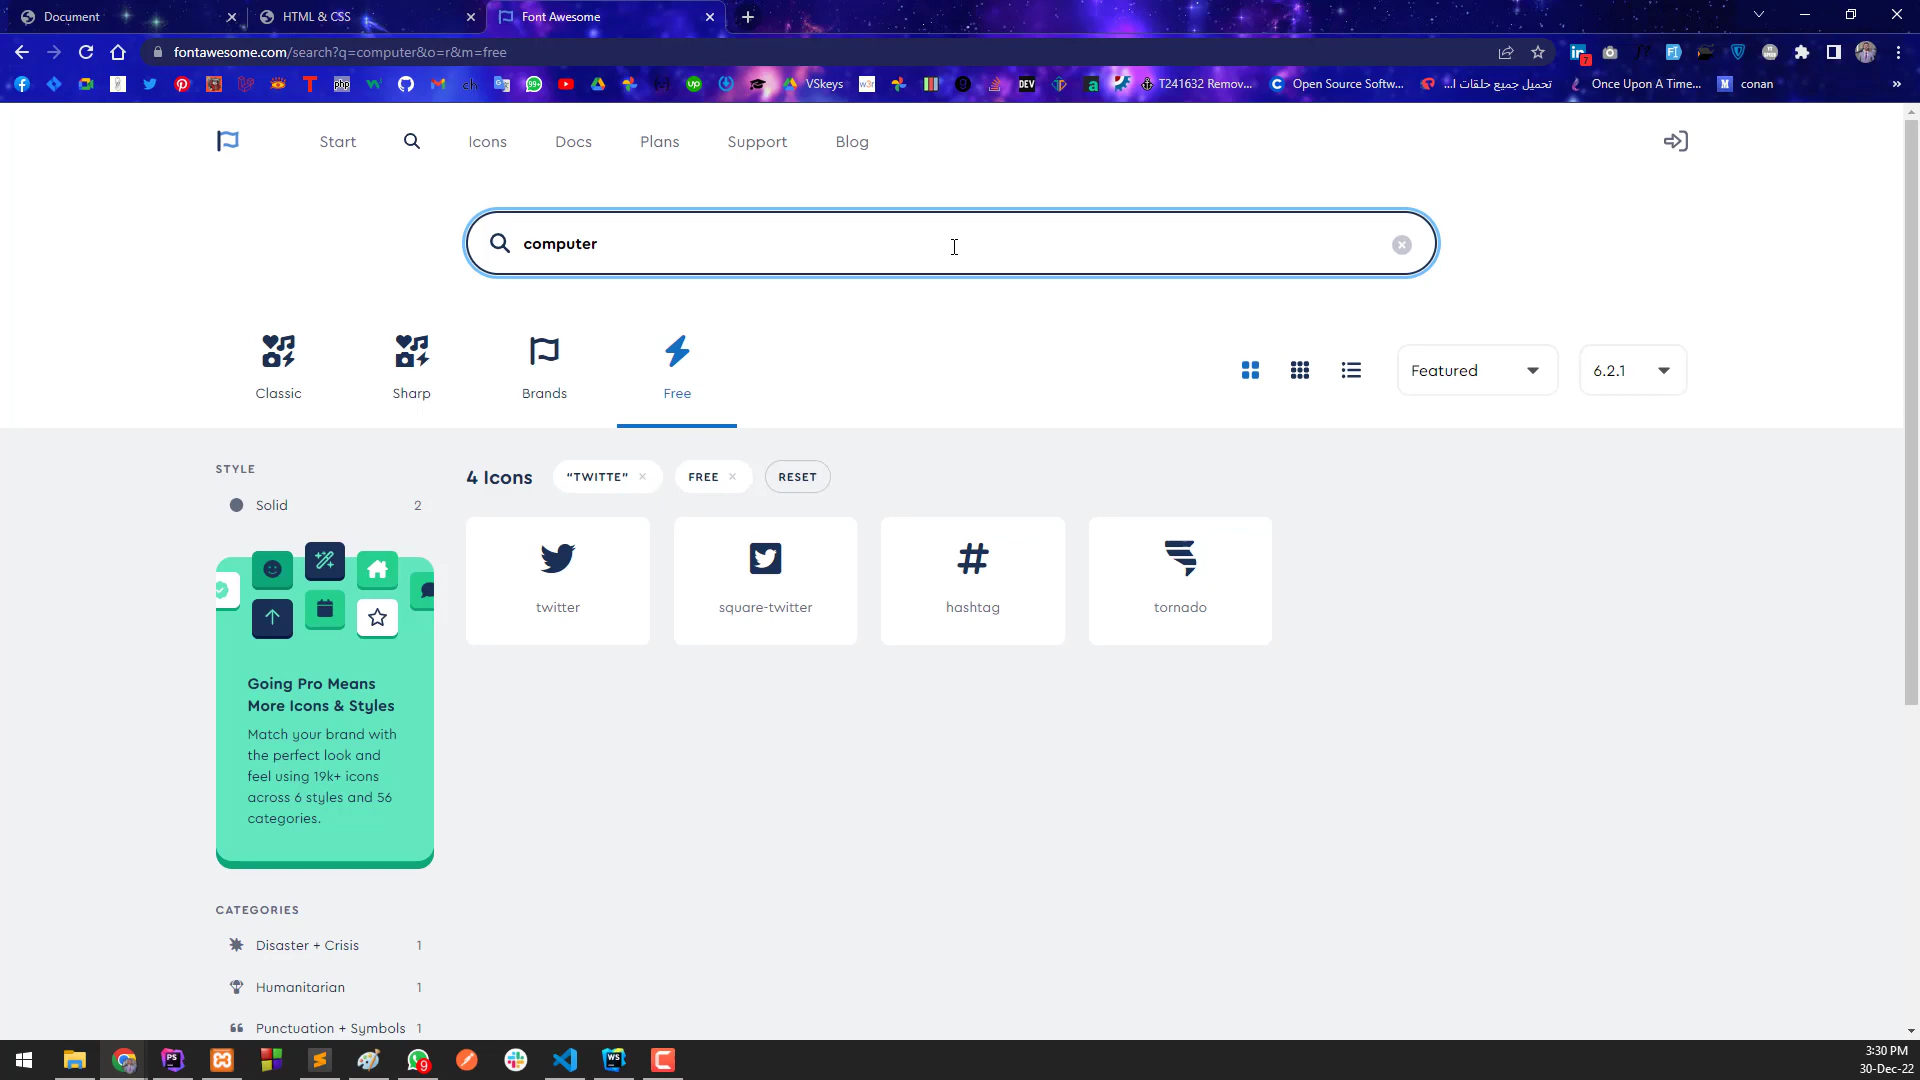 Document
HTML & CSS
Font Awesome
fontawesome.com/search?q=computer&o=r&m=free
VSkeys
T241632 Remov...
Open Source Softw...
تحميل جميع حلقات ا...
Once Upon A Time...
conan
Start
Icons
Docs
Plans
Support
Blog
computer
Classic
Sharp
Brands
Free
Featured
6.2.1
STYLE
Solid 2
4 Icons
“TWITTE”
FREE
RESET
twitter
square-twitter
hashtag
tornado
Going Pro Means
More Icons & Styles
Match your brand with
the perfect look and
feel using 19k+ icons
across 6 styles and 56
categories.
CATEGORIES
Disaster + Crisis 1
Humanitarian 1
Punctuation + Symbols 1
3:30 PM
30-Dec-22